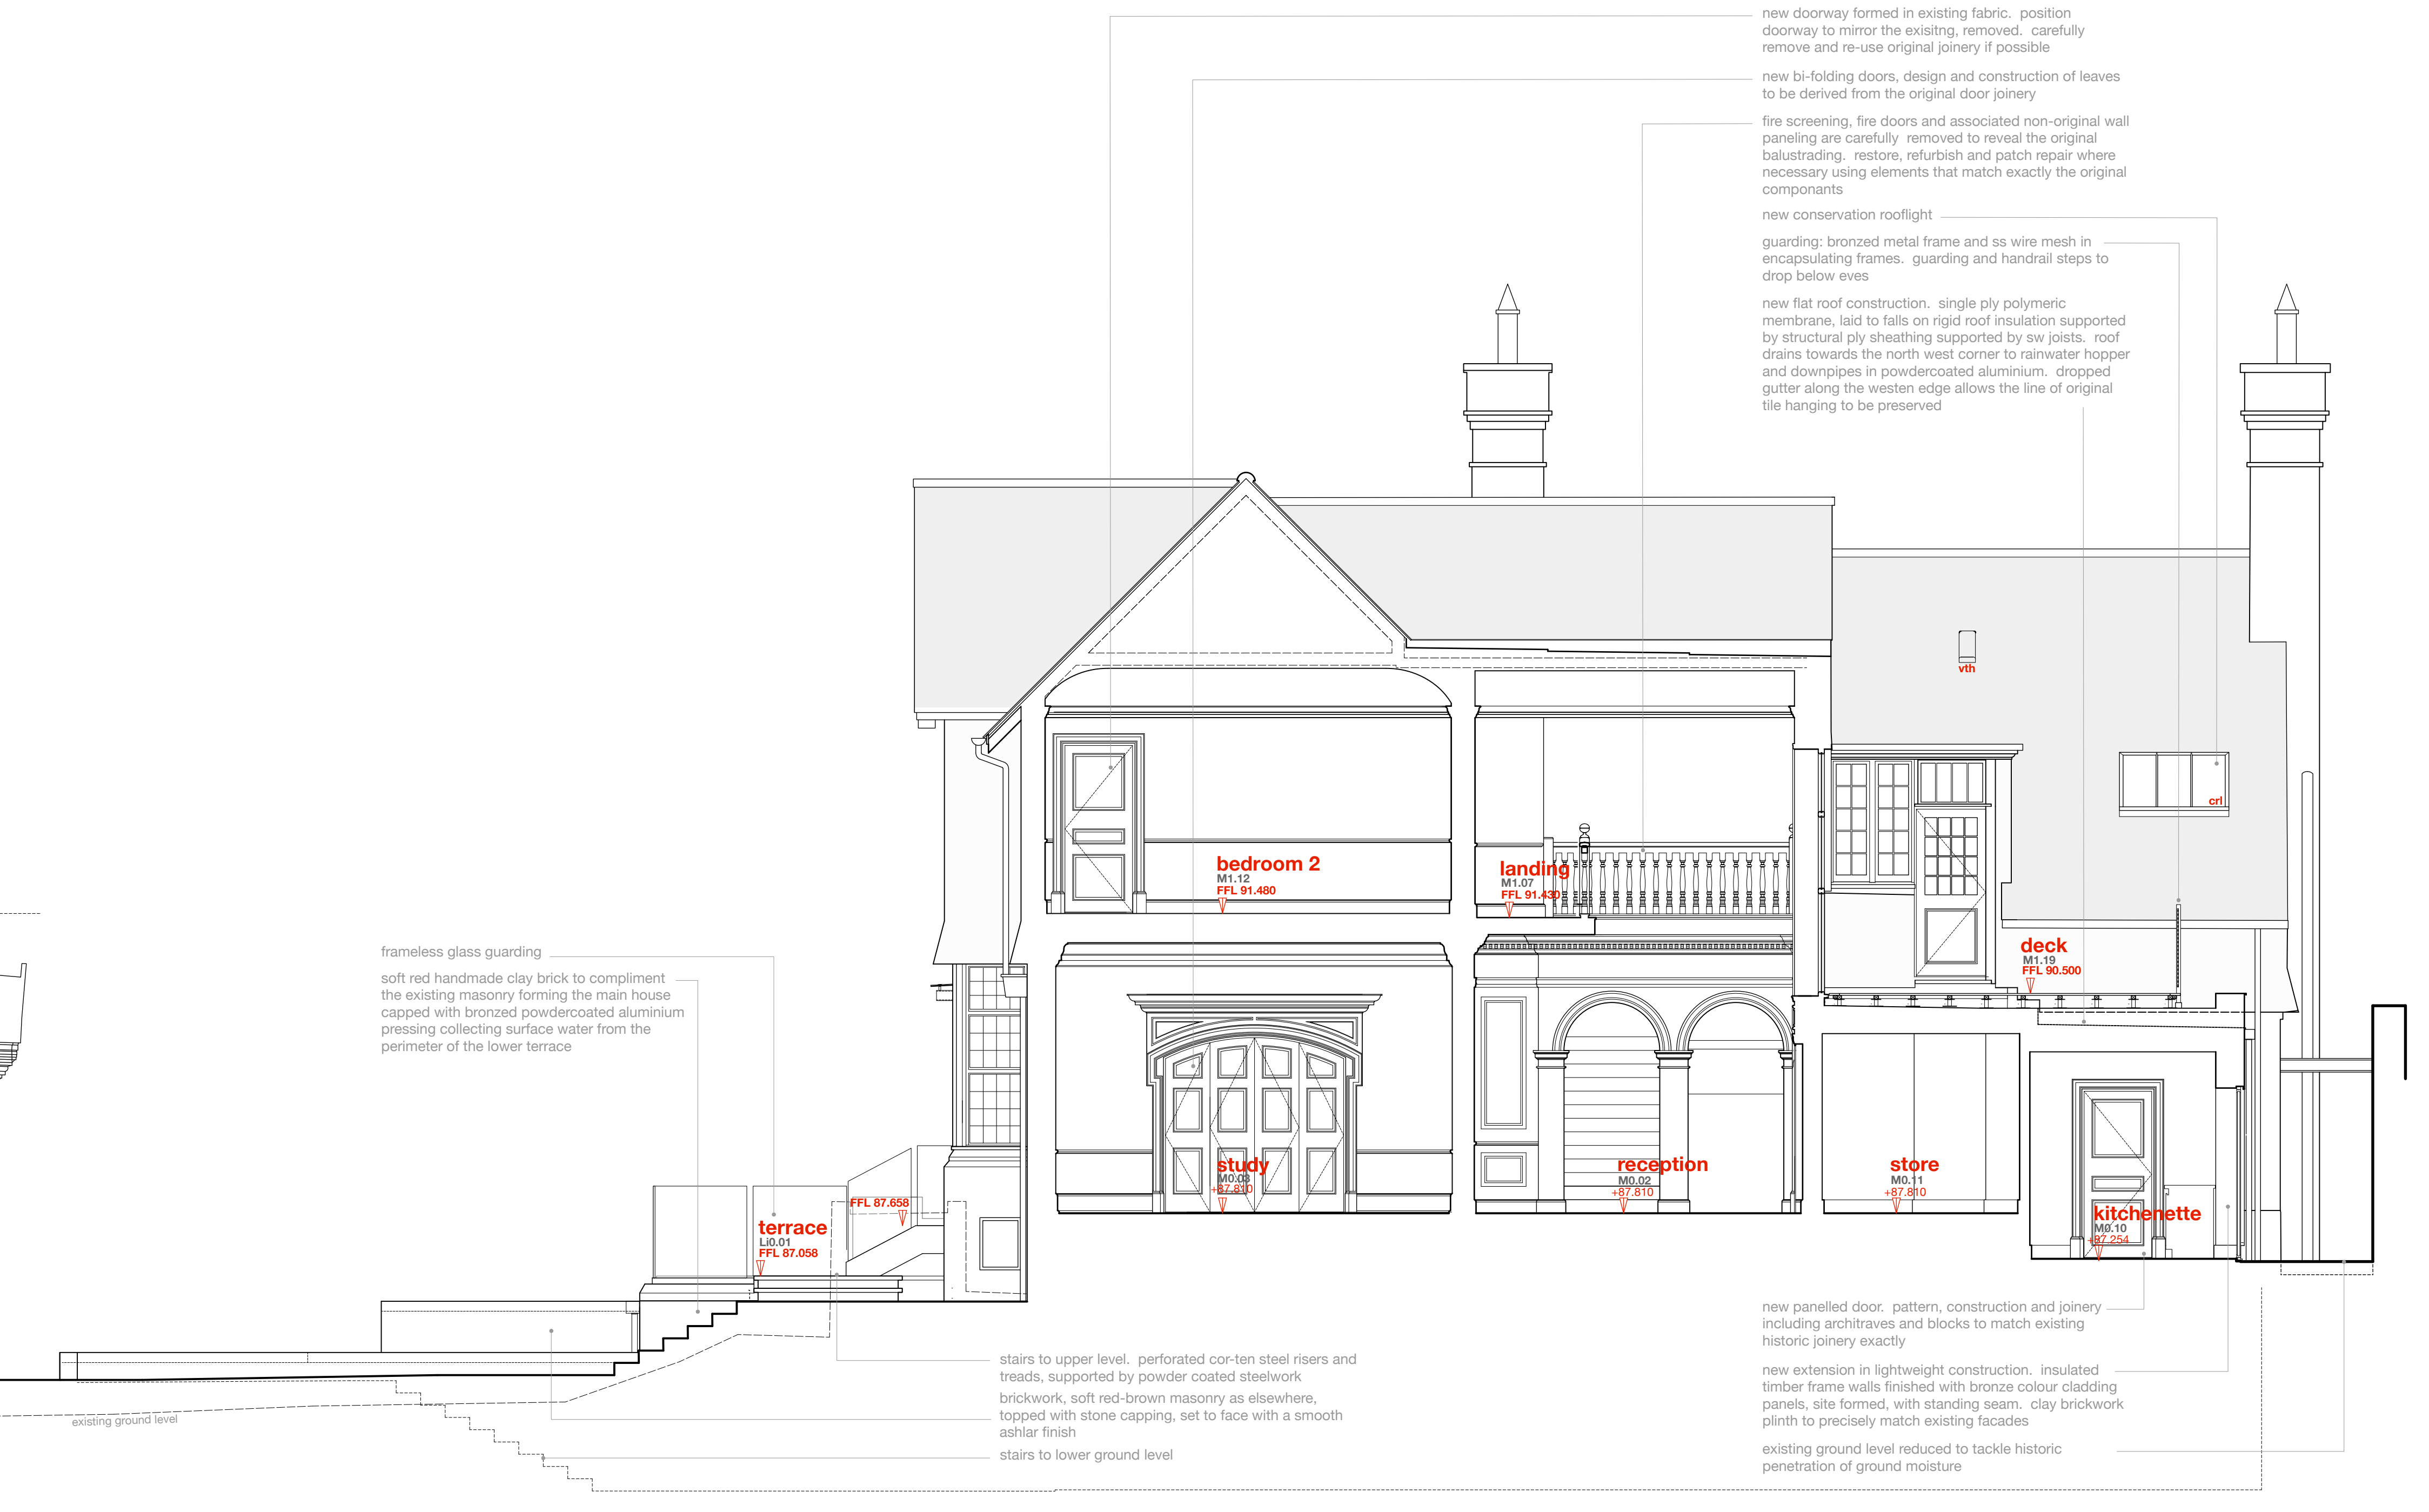 new doorway formed in existing fabric.  position
doorway to mirror the exisitng, removed.  carefully
remove and re-use original joinery if possible
new bi-folding doors, design and construction of leaves
to be derived from the original door joinery
fire screening, fire doors and associated non-original wall
paneling are carefully  removed to reveal the original
balustrading.  restore, refurbish and patch repair where
necessary using elements that match exactly the original
componants
new conservation rooflight
guarding: bronzed metal frame and ss wire mesh in
encapsulating frames.  guarding and handrail steps to
drop below eves
new flat roof construction.  single ply polymeric
membrane, laid to falls on rigid roof insulation supported
by structural ply sheathing supported by sw joists.  roof
drains towards the north west corner to rainwater hopper
and downpipes in powdercoated aluminium.  dropped
gutter along the westen edge allows the line of original
tile hanging to be preserved
vth
crl
bedroom 2
M1.12
FFL 91.480
landing
M1.07
FFL 91.430
deck
M1.19
FFL 90.500
frameless glass guarding
soft red handmade clay brick to compliment
the existing masonry forming the main house
capped with bronzed powdercoated aluminium
pressing collecting surface water from the
perimeter of the lower terrace
study
M0.03
+87.810
reception
M0.02
+87.810
store
M0.11
+87.810
FFL 87.658
terrace
Li0.01
FFL 87.058
kitchenette
M0.10
+87.254
new panelled door.  pattern, construction and joinery
including architraves and blocks to match existing
historic joinery exactly
new extension in lightweight construction.  insulated
timber frame walls finished with bronze colour cladding
panels, site formed, with standing seam.  clay brickwork
plinth to precisely match existing facades
existing ground level reduced to tackle historic
penetration of ground moisture
stairs to upper level.  perforated cor-ten steel risers and
treads, supported by powder coated steelwork
brickwork, soft red-brown masonry as elsewhere,
topped with stone capping, set to face with a smooth
ashlar finish
stairs to lower ground level
existing ground level